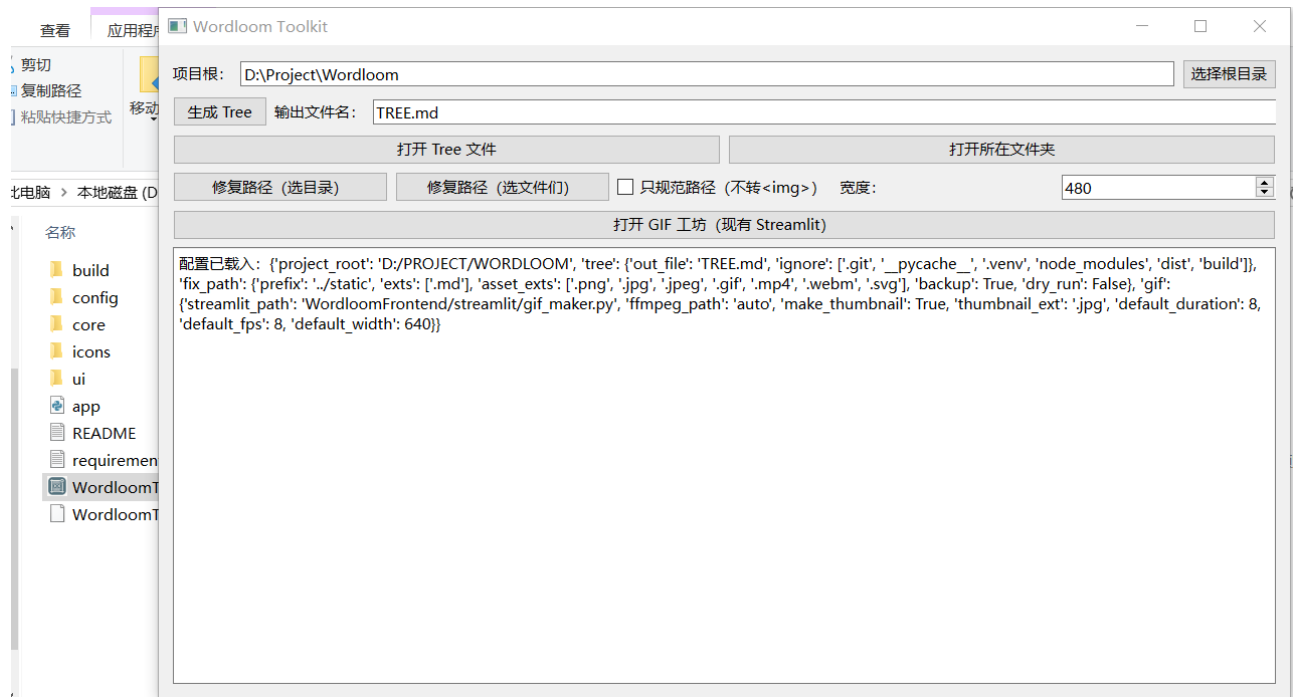 查看
应用程序
剪切
复制路径
粘贴快捷方式
移动
此电脑 > 本地磁盘 (D
名称
build
config
core
icons
ui
app
README
requiremen
WordloomT
WordloomT
Wordloom Toolkit
项目根： D:\Project\Wordloom 选择根目录
生成 Tree 输出文件名： TREE.md
打开 Tree 文件 打开所在文件夹
修复路径（选目录） 修复路径（选文件们） 只规范路径（不转<img>） 宽度： 480
打开 GIF 工坊（现有 Streamlit）
配置已载入：{'project_root': 'D:/PROJECT/WORDLOOM', 'tree': {'out_file': 'TREE.md', 'ignore': ['.git', '__pycache__', '.venv', 'node_modules', 'dist', 'build']},
'fix_path': {'prefix': '../static', 'exts': ['.md'], 'asset_exts': ['.png', '.jpg', '.jpeg', '.gif', '.mp4', '.webm', '.svg'], 'backup': True, 'dry_run': False}, 'gif':
{'streamlit_path': 'WordloomFrontend/streamlit/gif_maker.py', 'ffmpeg_path': 'auto', 'make_thumbnail': True, 'thumbnail_ext': '.jpg', 'default_duration': 8,
'default_fps': 8, 'default_width': 640}}